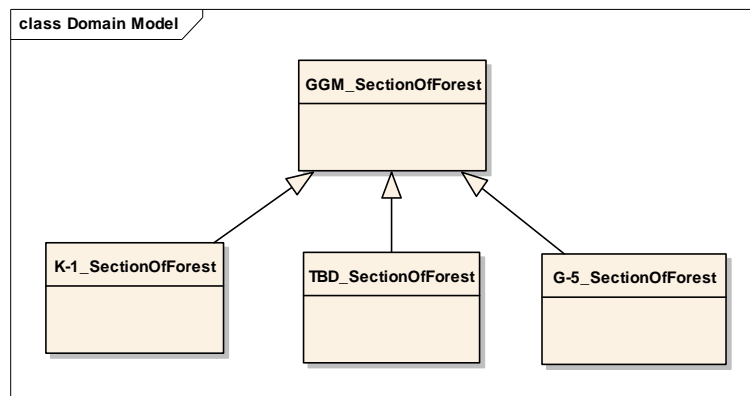 class Domain Model
GGM_SectionOfForest
K-1_SectionOfForest
TBD_SectionOfForest
G-5_SectionOfForest